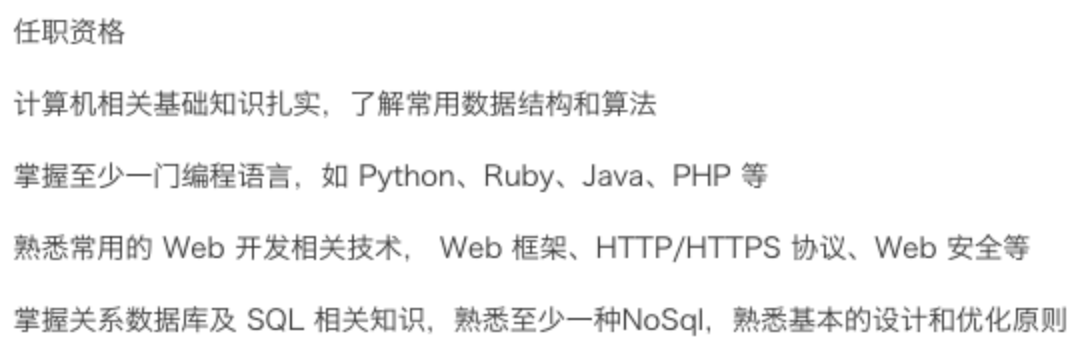 任职资格
计算机相关基础知识扎实，了解常用数据结构和算法
掌握至少一门编程语言，如 Python、Ruby、Java、PHP 等
熟悉常用的 Web 开发相关技术， Web 框架、HTTP/HTTPS 协议、Web 安全等
掌握关系数据库及 SQL 相关知识，熟悉至少一种NoSql，熟悉基本的设计和优化原则